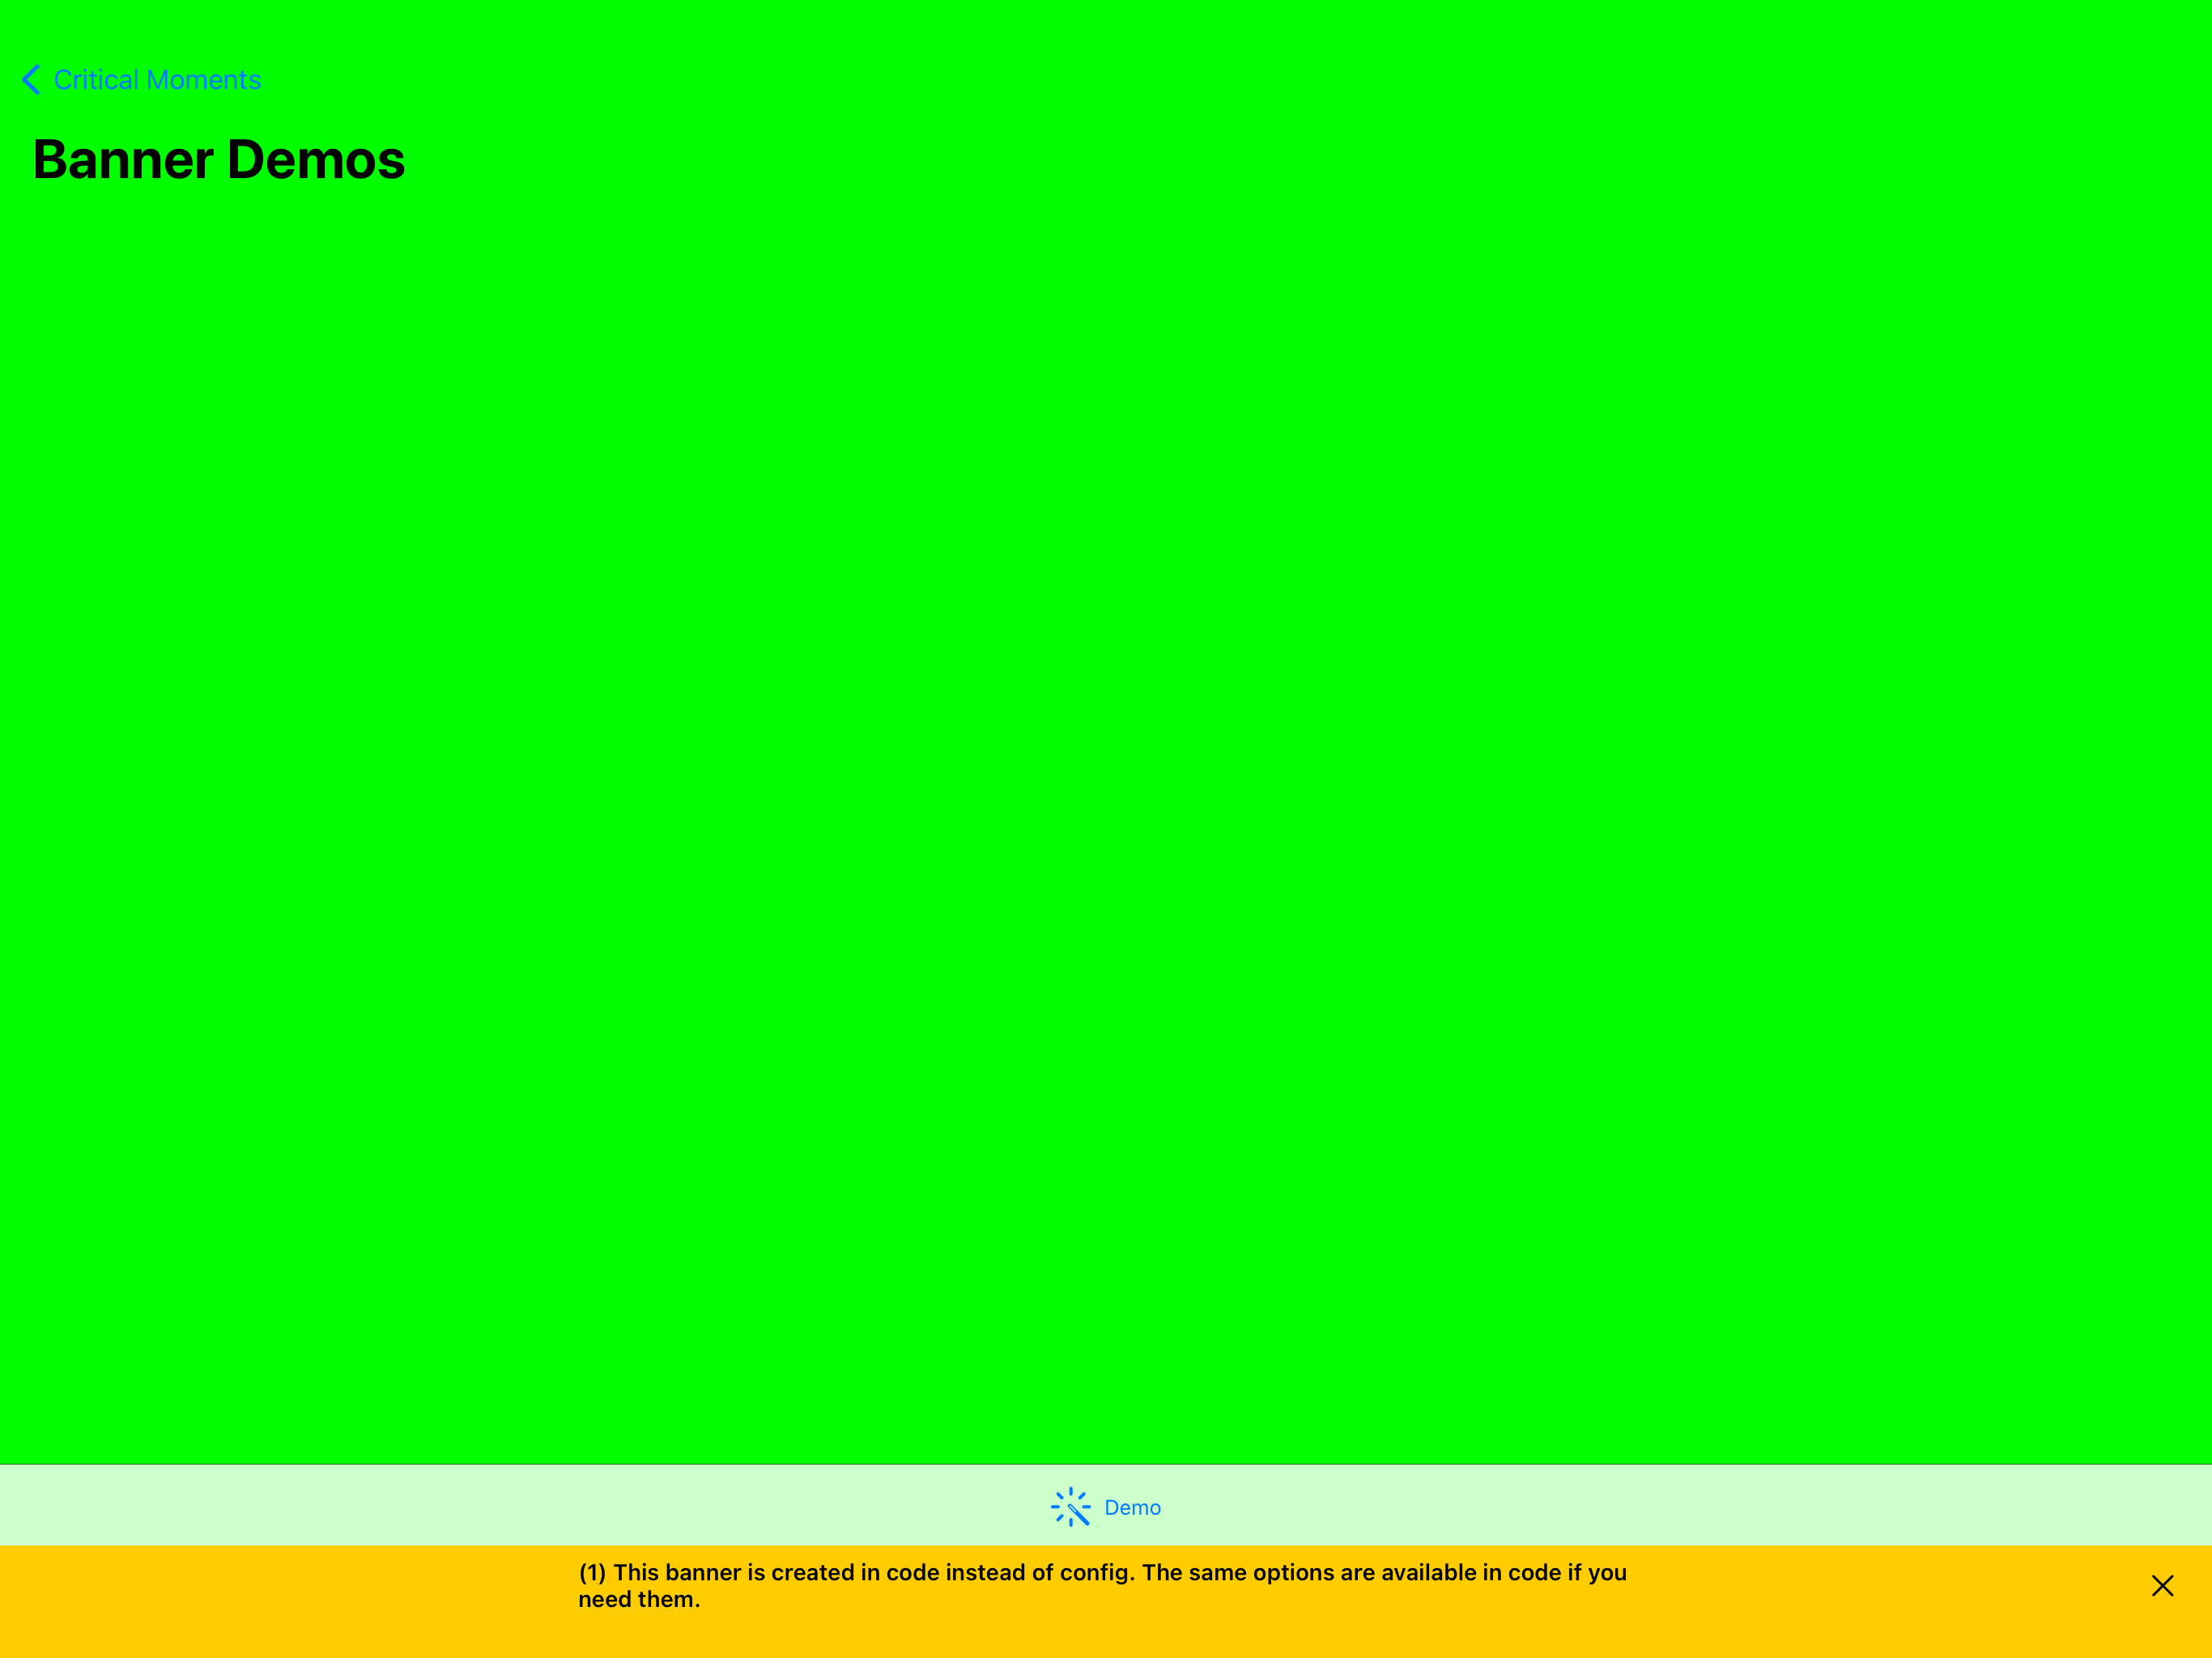 Critical Moments
Banner Demos
Demo
(1) This banner is created in code instead of config. The same options are available in code if you
need them.